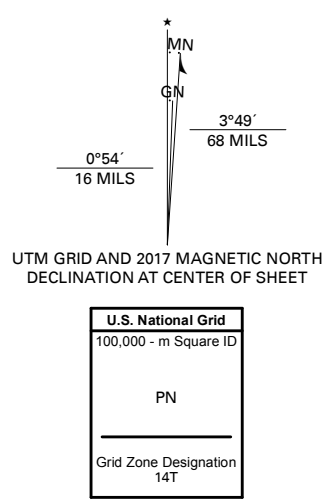 ★
MN
GN
3°49´
68 MILS
0°54´
16 MILS
UTM GRID AND 2017 MAGNETIC NORTH
DECLINATION AT CENTER OF SHEET
U.S. National Grid
100,000 - m Square ID
PN
Grid Zone Designation
14T